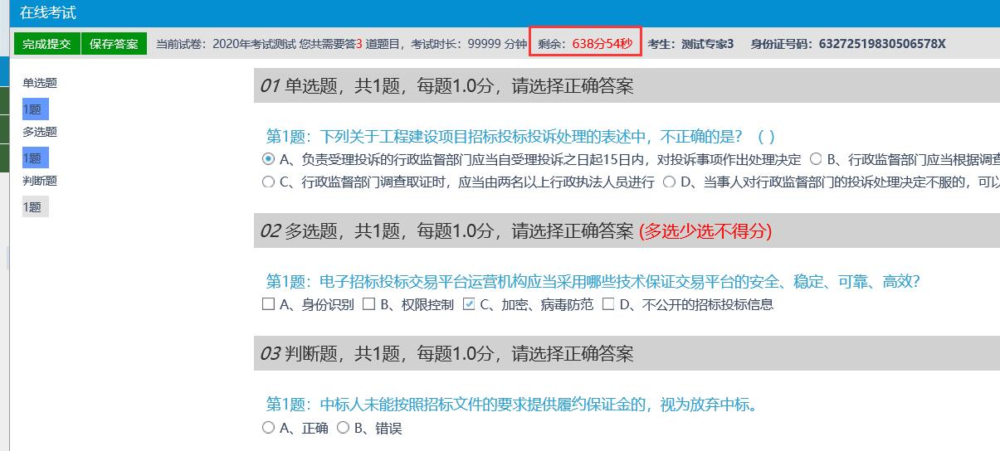 在线考试
完成提交 保存答案 当前试卷：2020年考试测试 您共需要答3 道题目，考试时长：99999 分钟 剩余：638分54秒 考生：测试专家3 身份证号码：63272519830506578X
单选题
1题
多选题
1题
判断题
1题
01 单选题，共1题，每题1.0分，请选择正确答案
第1题：下列关于工程建设项目招标投标投诉处理的表述中，不正确的是？（ ）
A、负责受理投诉的行政监督部门应当自受理投诉之日起15日内，对投诉事项作出处理决定 B、行政监督部门应当根据调查
C、行政监督部门调查取证时，应当由两名以上行政执法人员进行 D、当事人对行政监督部门的投诉处理决定不服的，可以
02 多选题，共1题，每题1.0分，请选择正确答案 (多选少选不得分)
第1题：电子招标投标交易平台运营机构应当采用哪些技术保证交易平台的安全、稳定、可靠、高效?
A、身份识别 B、权限控制 C、加密、病毒防范 D、不公开的招标投标信息
03 判断题，共1题，每题1.0分，请选择正确答案
第1题：中标人未能按照招标文件的要求提供履约保证金的，视为放弃中标。
A、正确 B、错误